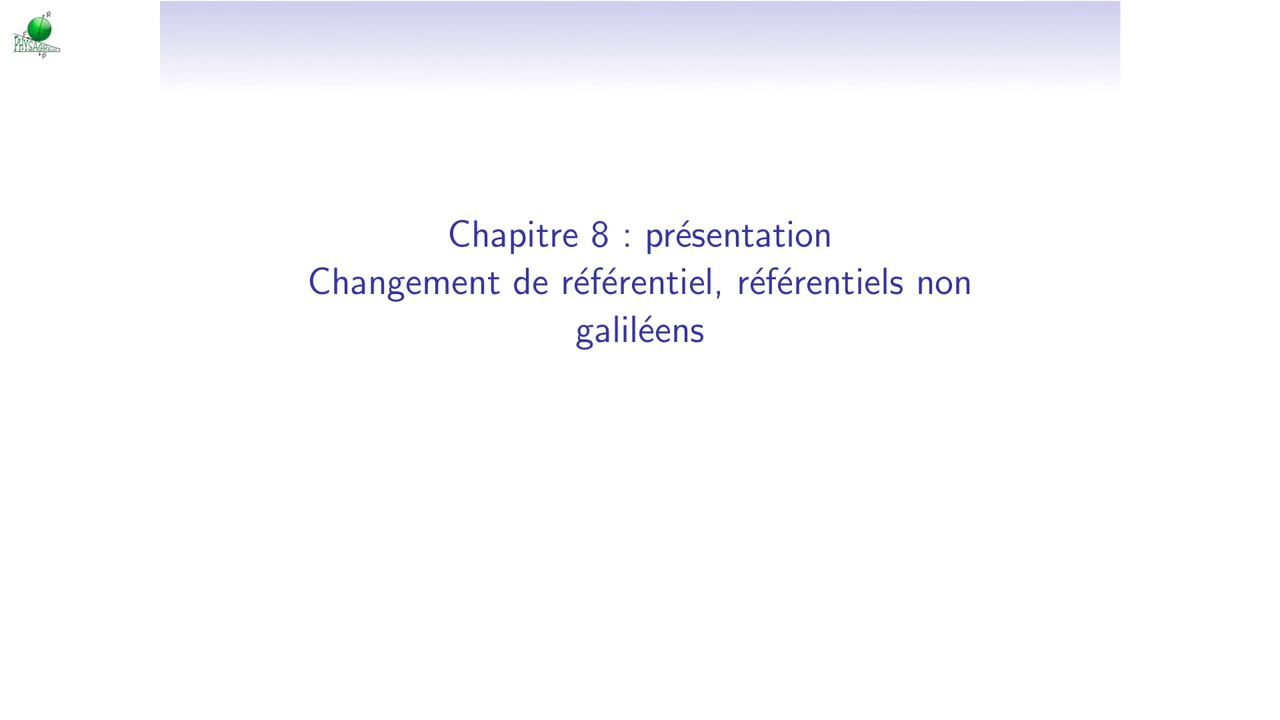 Chapitre 8 : présentation
Changement de référentiel, référentiels non
galiléens